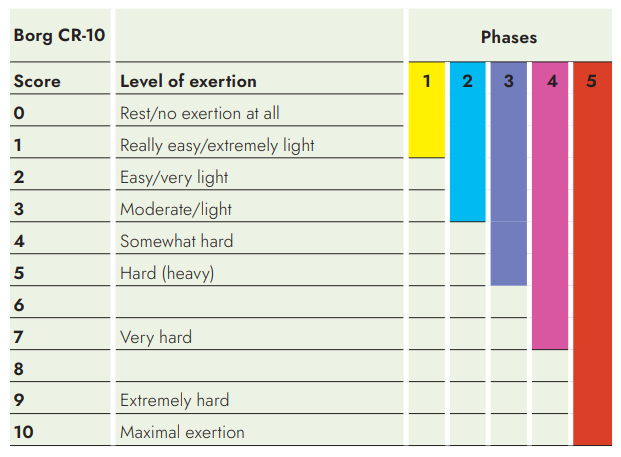 Borg CR-10 Phases
Score Level of exertion 1 2 3 4 5
0 Rest/no exertion at all
1 Really easy/extremely light
2 Easy/very light
3 Moderate/light
4 Somewhat hard
5 Hard (heavy)
6
7 Very hard
8
9 Extremely hard
10 Maximal exertion